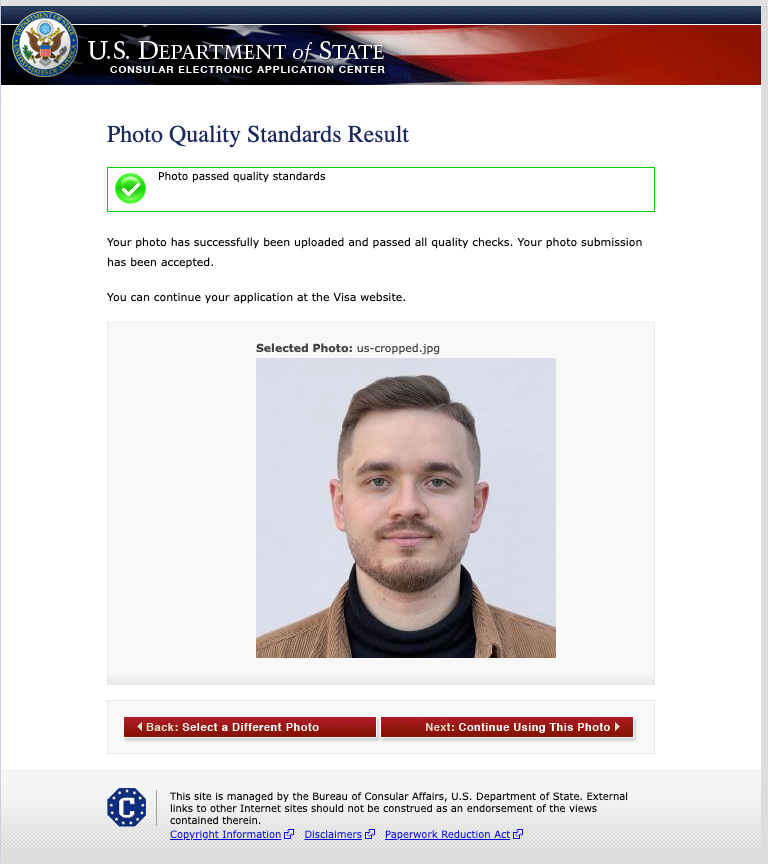 U.S. DEPARTMENT of STATE
CONSULAR ELECTRONIC APPLICATION CENTER
Photo Quality Standards Result
Photo passed quality standards
Your photo has successfully been uploaded and passed all quality checks. Your photo submission
has been accepted.
You can continue your application at the Visa website.
Selected Photo: us-cropped.jpg
Back: Select a Different Photo
Next: Continue Using This Photo
C
This site is managed by the Bureau of Consular Affairs, U.S. Department of State. External
links to other Internet sites should not be construed as an endorsement of the views
contained therein.
Copyright Information Disclaimers Paperwork Reduction Act